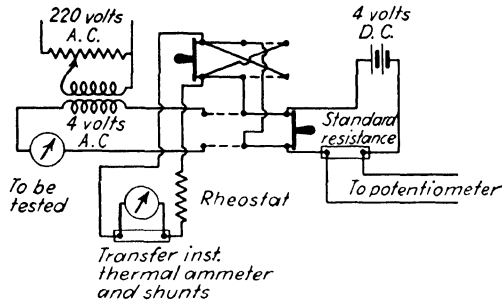 220 volts
A. C.
4 volts
D. C.
4 volts
A.C
Standard
resistance
To be
tested
Rheostat
To potentiometer
Transfer inst.
thermal ammeter
and shunts